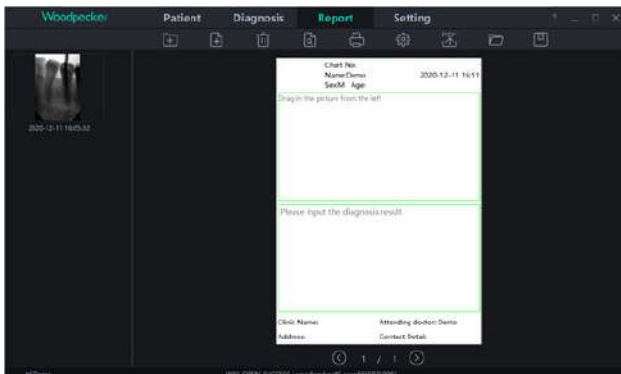 Woodpecker Patient Diagnosis Report Setting
Chart No:
Name:Demo 2020-12-11 16:11
Sex:M Age:
Drag in the picture from the left
2020-12-11 16:05:32
Please input the diagnosis result
Clinic Name: Attending doctor: Demo
Address: Contact Detail:
1 / 1